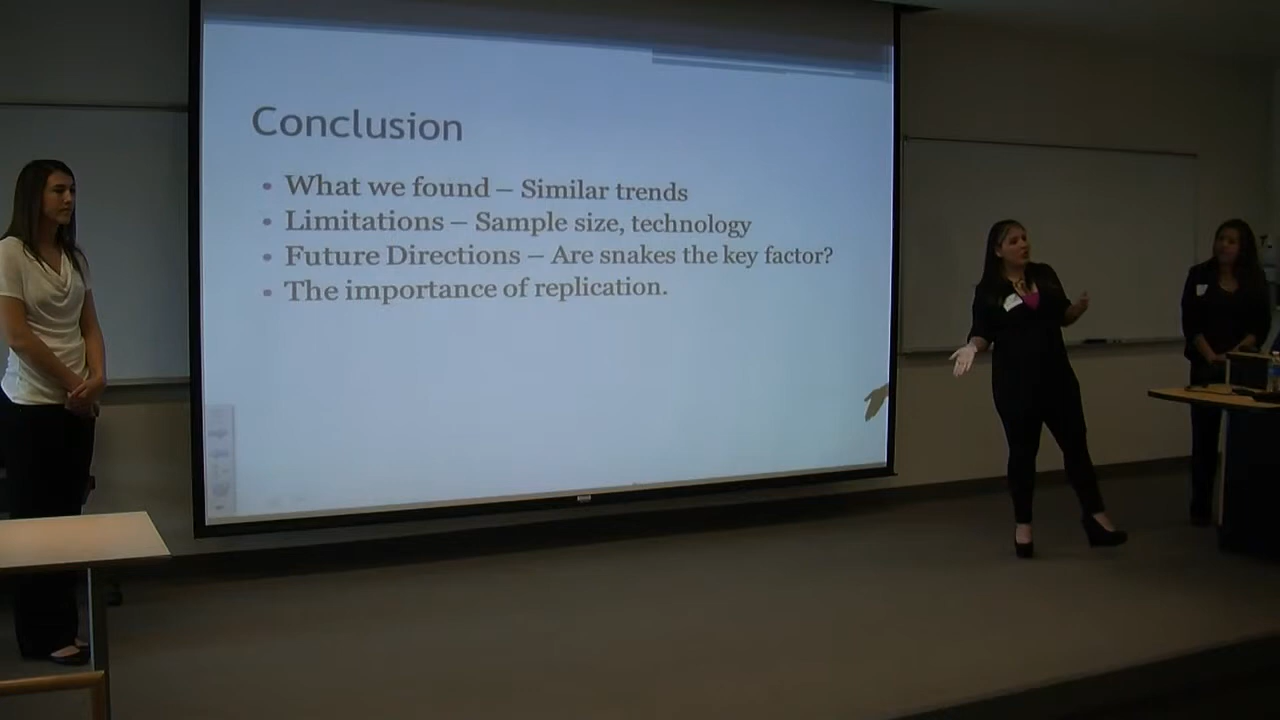 Conclusion
• What we found – Similar trends
• Limitations – Sample size, technology
• Future Directions – Are snakes the key factor?
• The importance of replication.